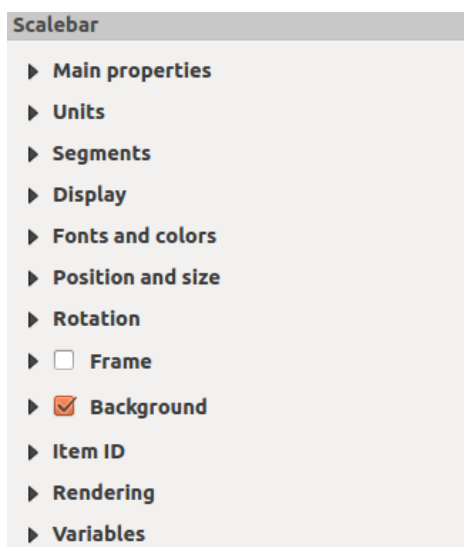 Scalebar
Main properties
Units
Segments
Display
Fonts and colors
Position and size
Rotation
Frame
Background
Item ID
Rendering
Variables